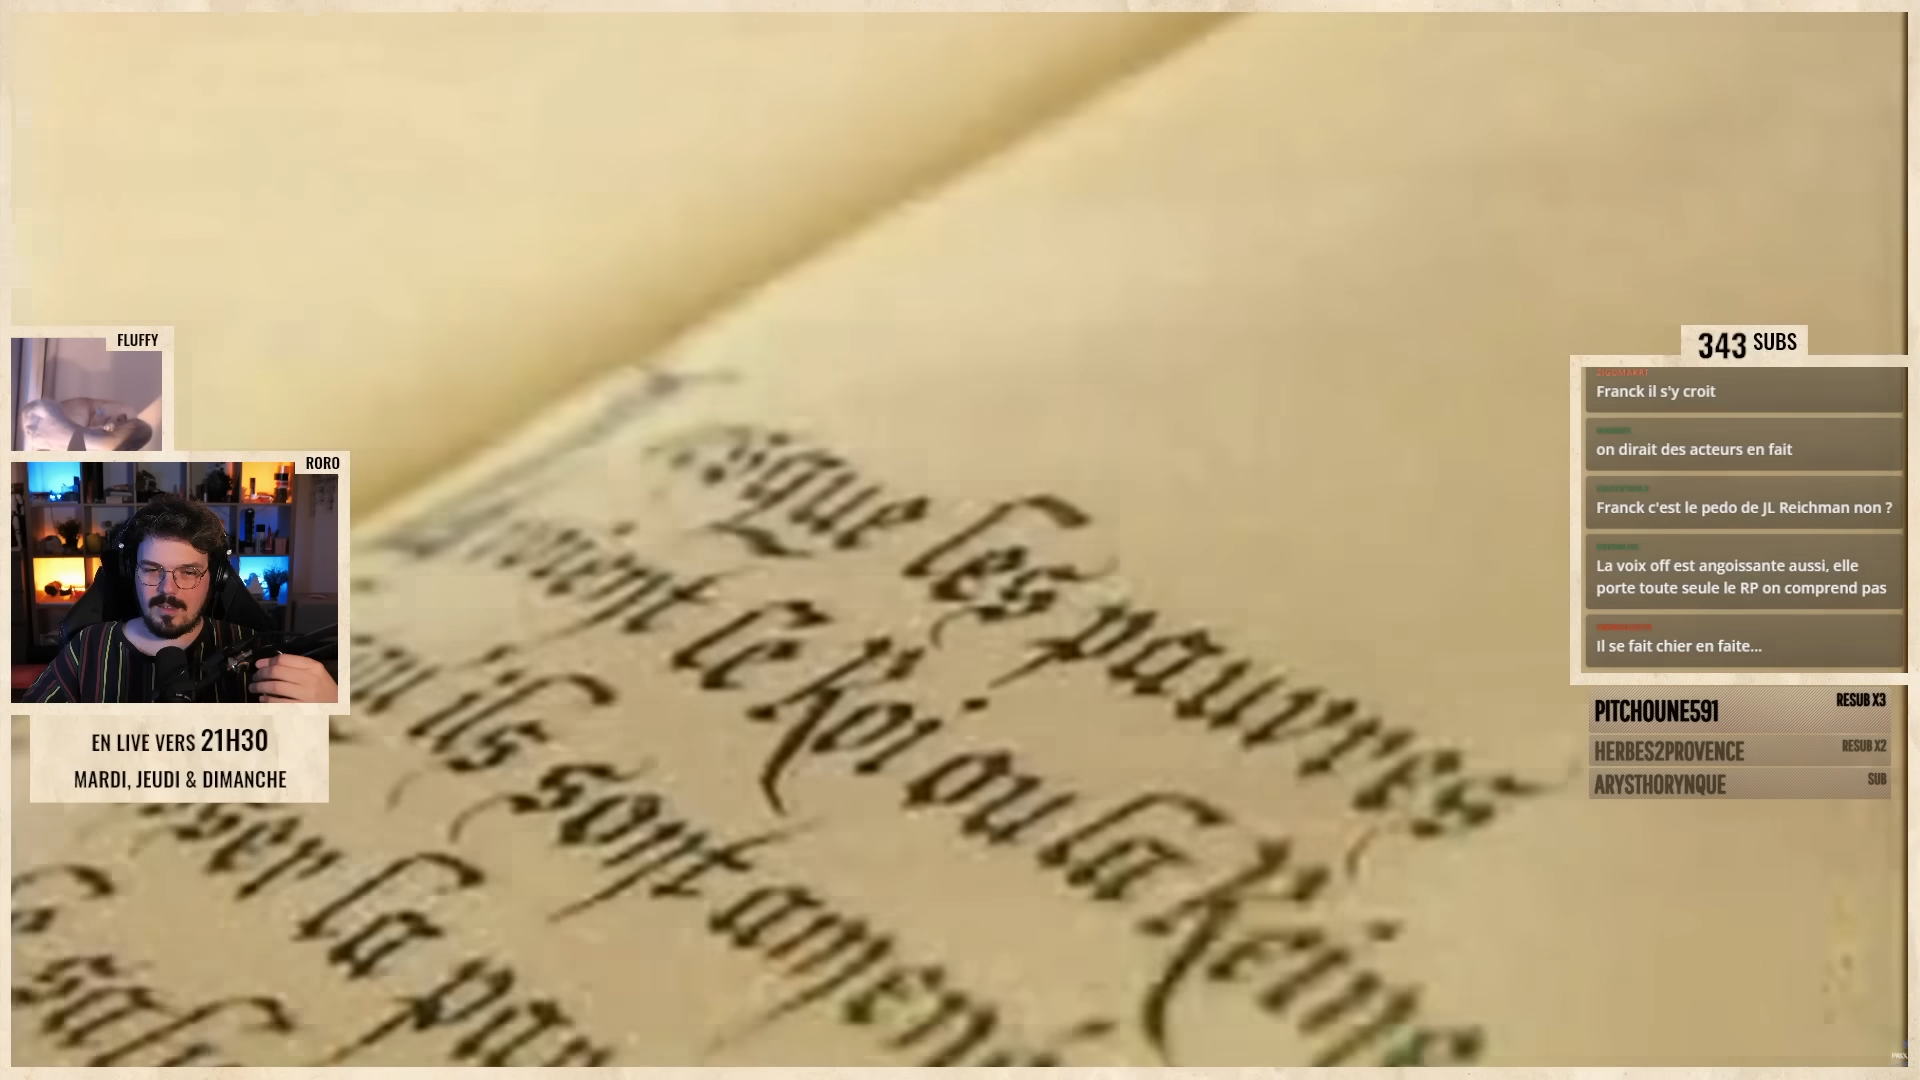 FLUFFY
RORO
EN LIVE VERS 21H30
MARDI, JEUDI & DIMANCHE
que les pauvres
le Roi ou la Reine
ils sont amen
ser la
343 SUBS
Franck il s'y croit
on dirait des acteurs en fait
Franck c'est le pedo de JL Reichman non ?
La voix off est angoissante aussi, elle
porte toute seule le RP on comprend pas
Il se fait chier en faite...
PITCHOUNE591 RESUB X3
HERBES2PROVENCE RESUB X2
ARYSTHORYNQUE SUB